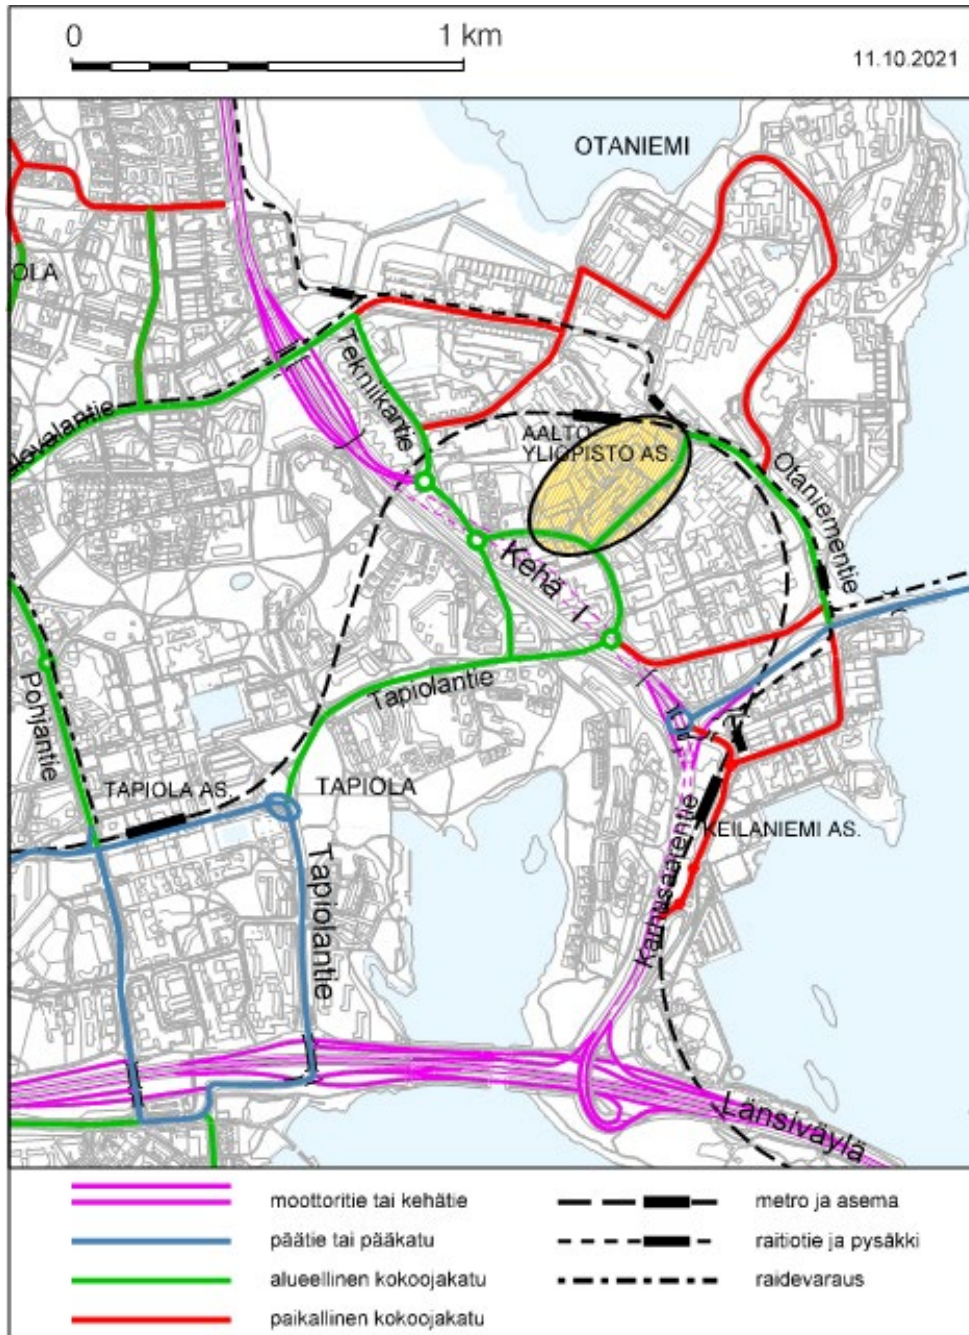 0
1 km
11.10.2021
OTANIEMI
OLA
Tekniikantie
AALTO
YLIOPISTO AS.
Otaniementie
Kehä I
Tapiolantie
Pohjantie
TAPIOLA AS.
TAPIOLA
Tapiolantie
KEILANIEMI AS.
Karhusaarentie
Länsiväylä
moottoritie tai kehätie
päätie tai pääkatu
alueellinen kokoojakatu
paikallinen kokoojakatu
metro ja asema
raitiotie ja pysäkki
raidevaraus